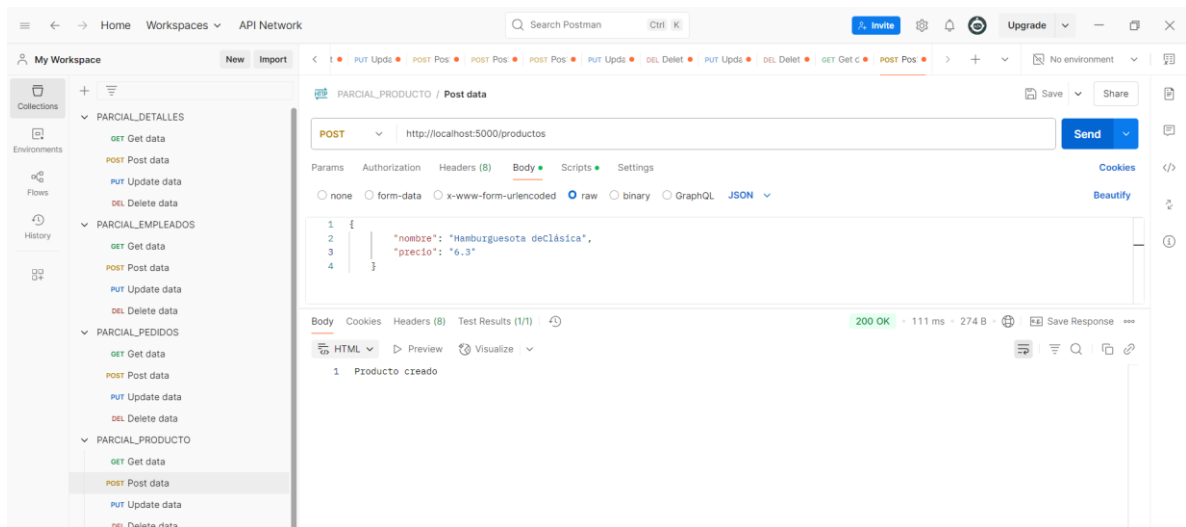 Home Workspaces API Network Search Postman Ctrl K Invite Upgrade
My Workspace New Import
PUT Upda POST Pos POST Pos POST Pos PUT Upda DEL Delet PUT Upda DEL Delet GET Get c POST Pos No environment
Collections
Environments
Flows
History
PARCIAL_DETALLES
GET Get data
POST Post data
PUT Update data
DEL Delete data
PARCIAL_EMPLEADOS
GET Get data
POST Post data
PUT Update data
DEL Delete data
PARCIAL_PEDIDOS
GET Get data
POST Post data
PUT Update data
DEL Delete data
PARCIAL_PRODUCTO
GET Get data
POST Post data
PUT Update data
DEL Delete data
HTTP PARCIAL_PRODUCTO / Post data Save Share
POST http://localhost:5000/productos Send
Params Authorization Headers (8) Body Scripts Settings Cookies
none form-data x-www-form-urlencoded raw binary GraphQL JSON Beautify
1 {
2 "nombre": "Hamburguesota deClásica",
3 "precio": "6.3"
4 }
Body Cookies Headers (8) Test Results (1/1) 200 OK 111 ms 274 B Save Response
HTML Preview Visualize
1 Producto creado